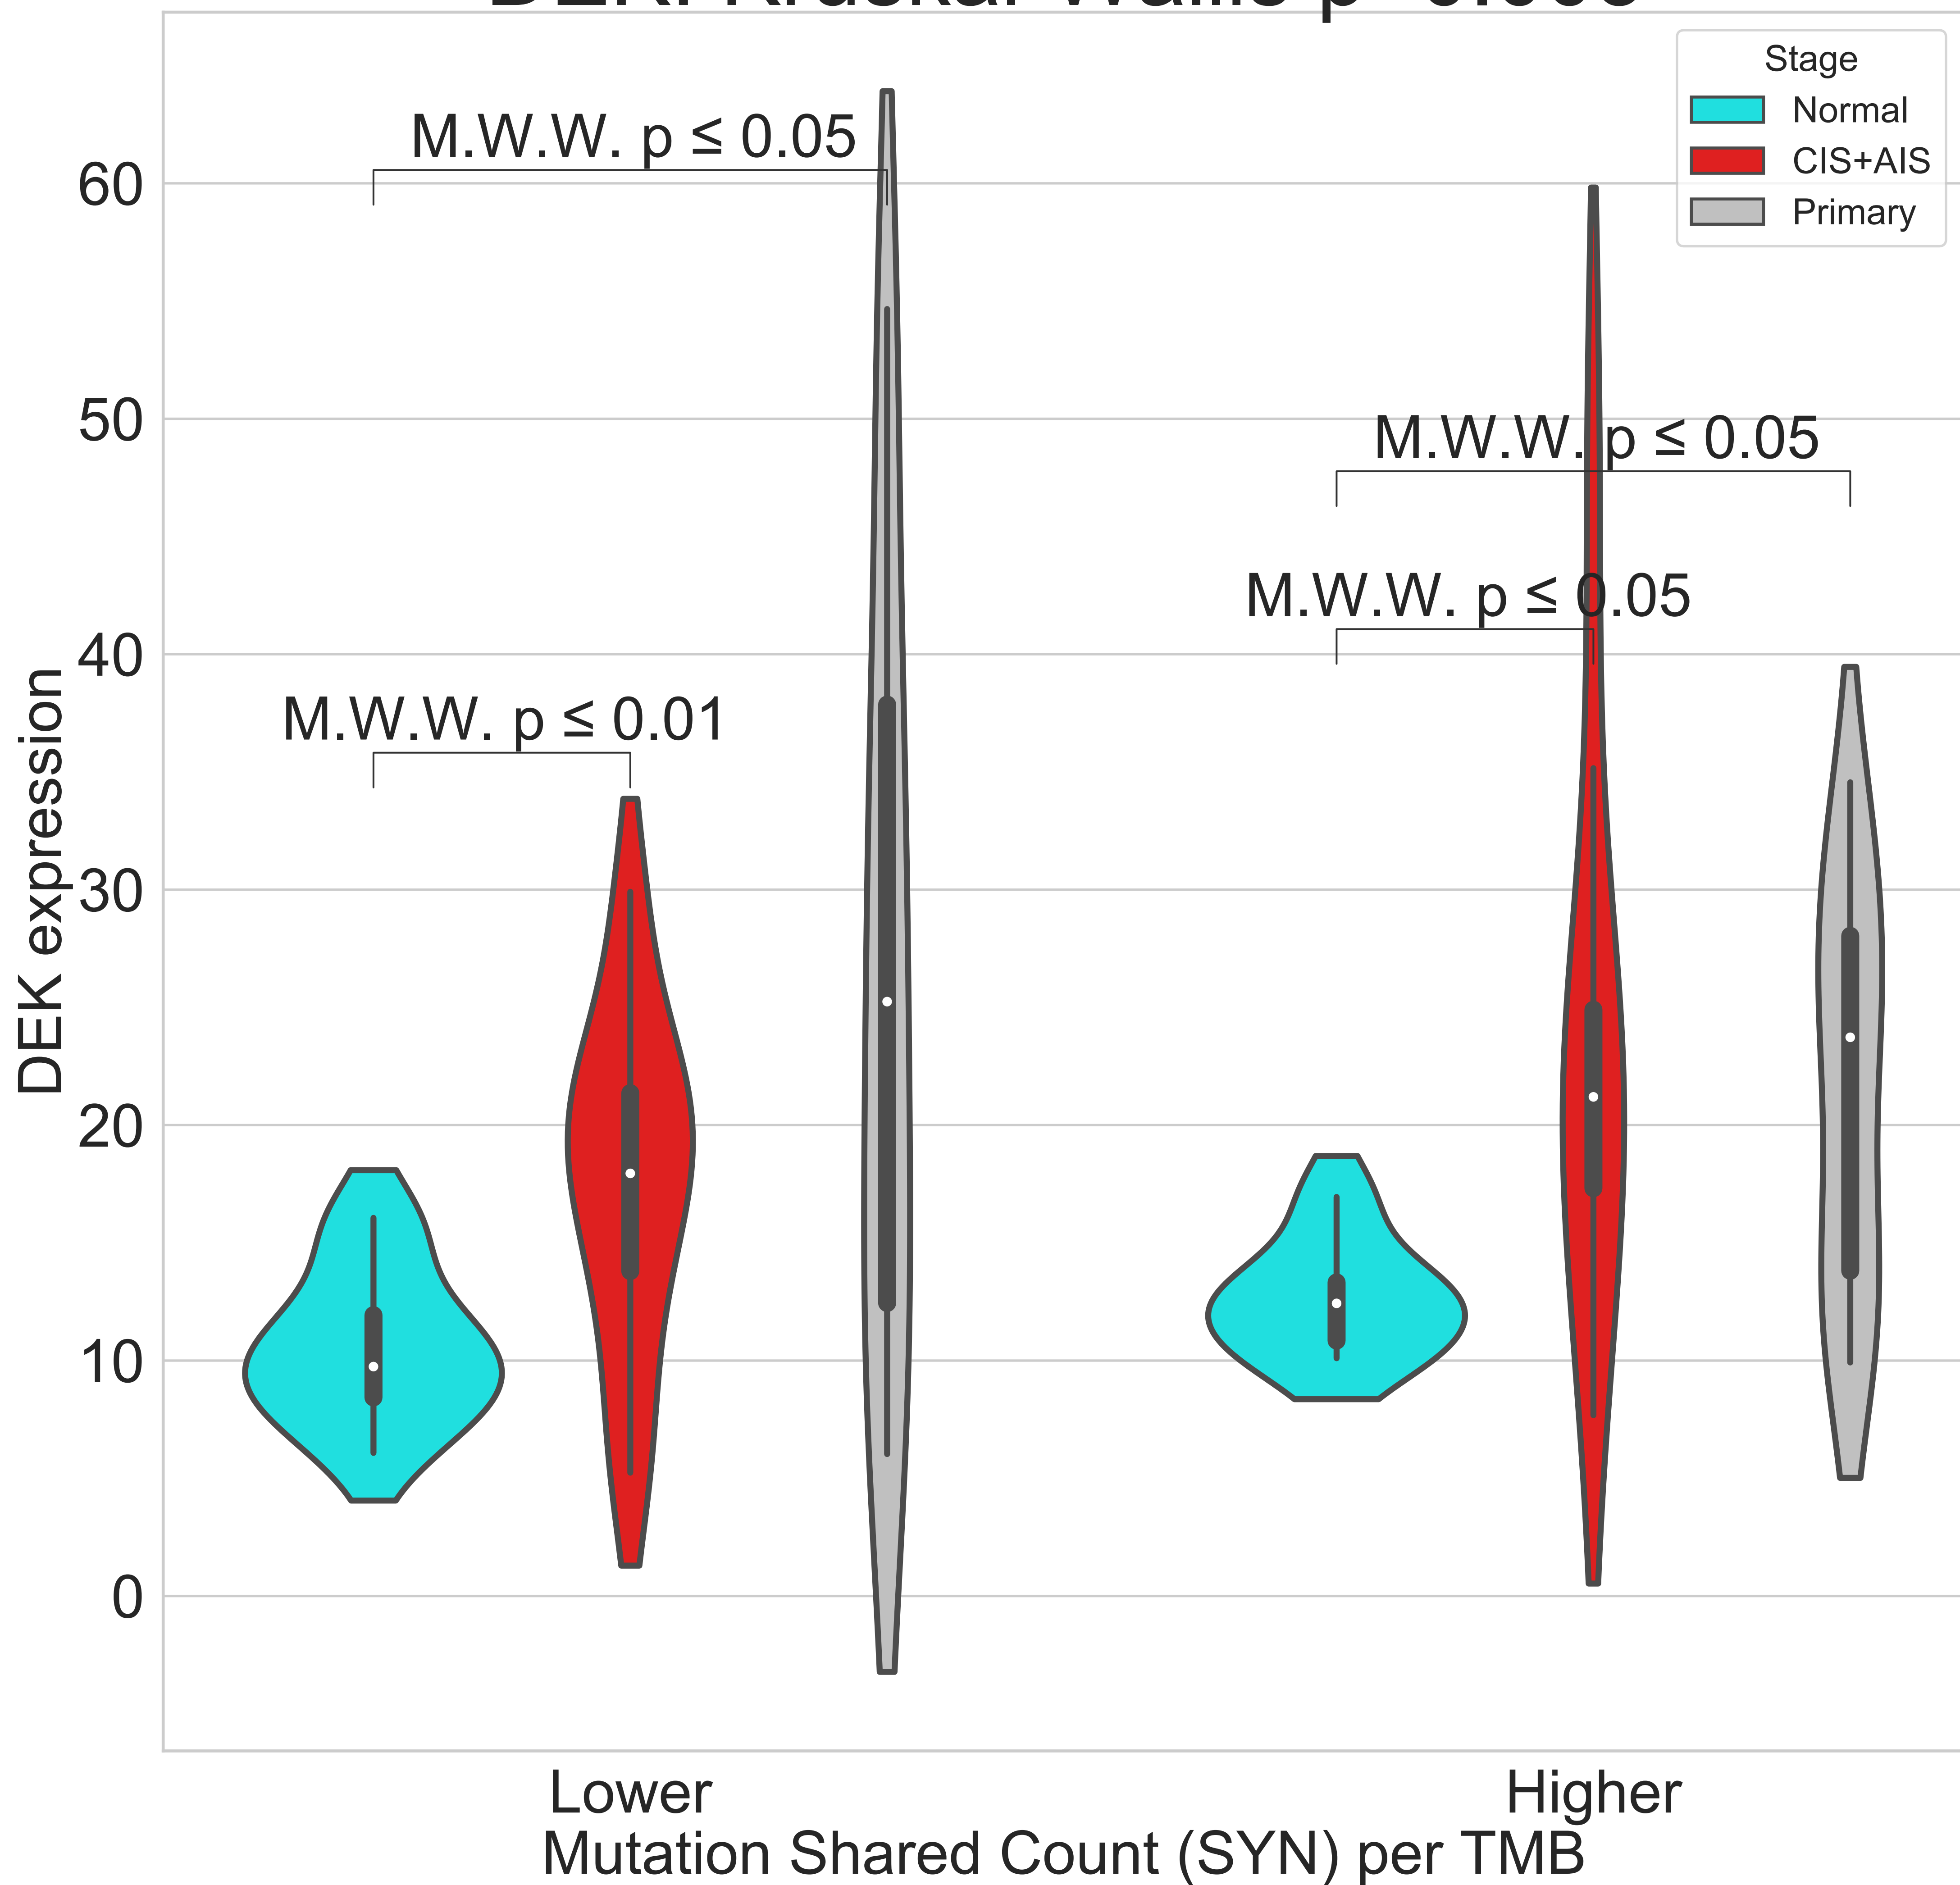 Stage
Normal
CIS+AIS
Primary
M.W.W. p ≤ 0.05
M.W.W. p ≤ 0.05
M.W.W. p ≤ 0.05
M.W.W. p ≤ 0.01
60
50
40
30
20
10
0
DEK expression
Lower
Higher
Mutation Shared Count (SYN) per TMB